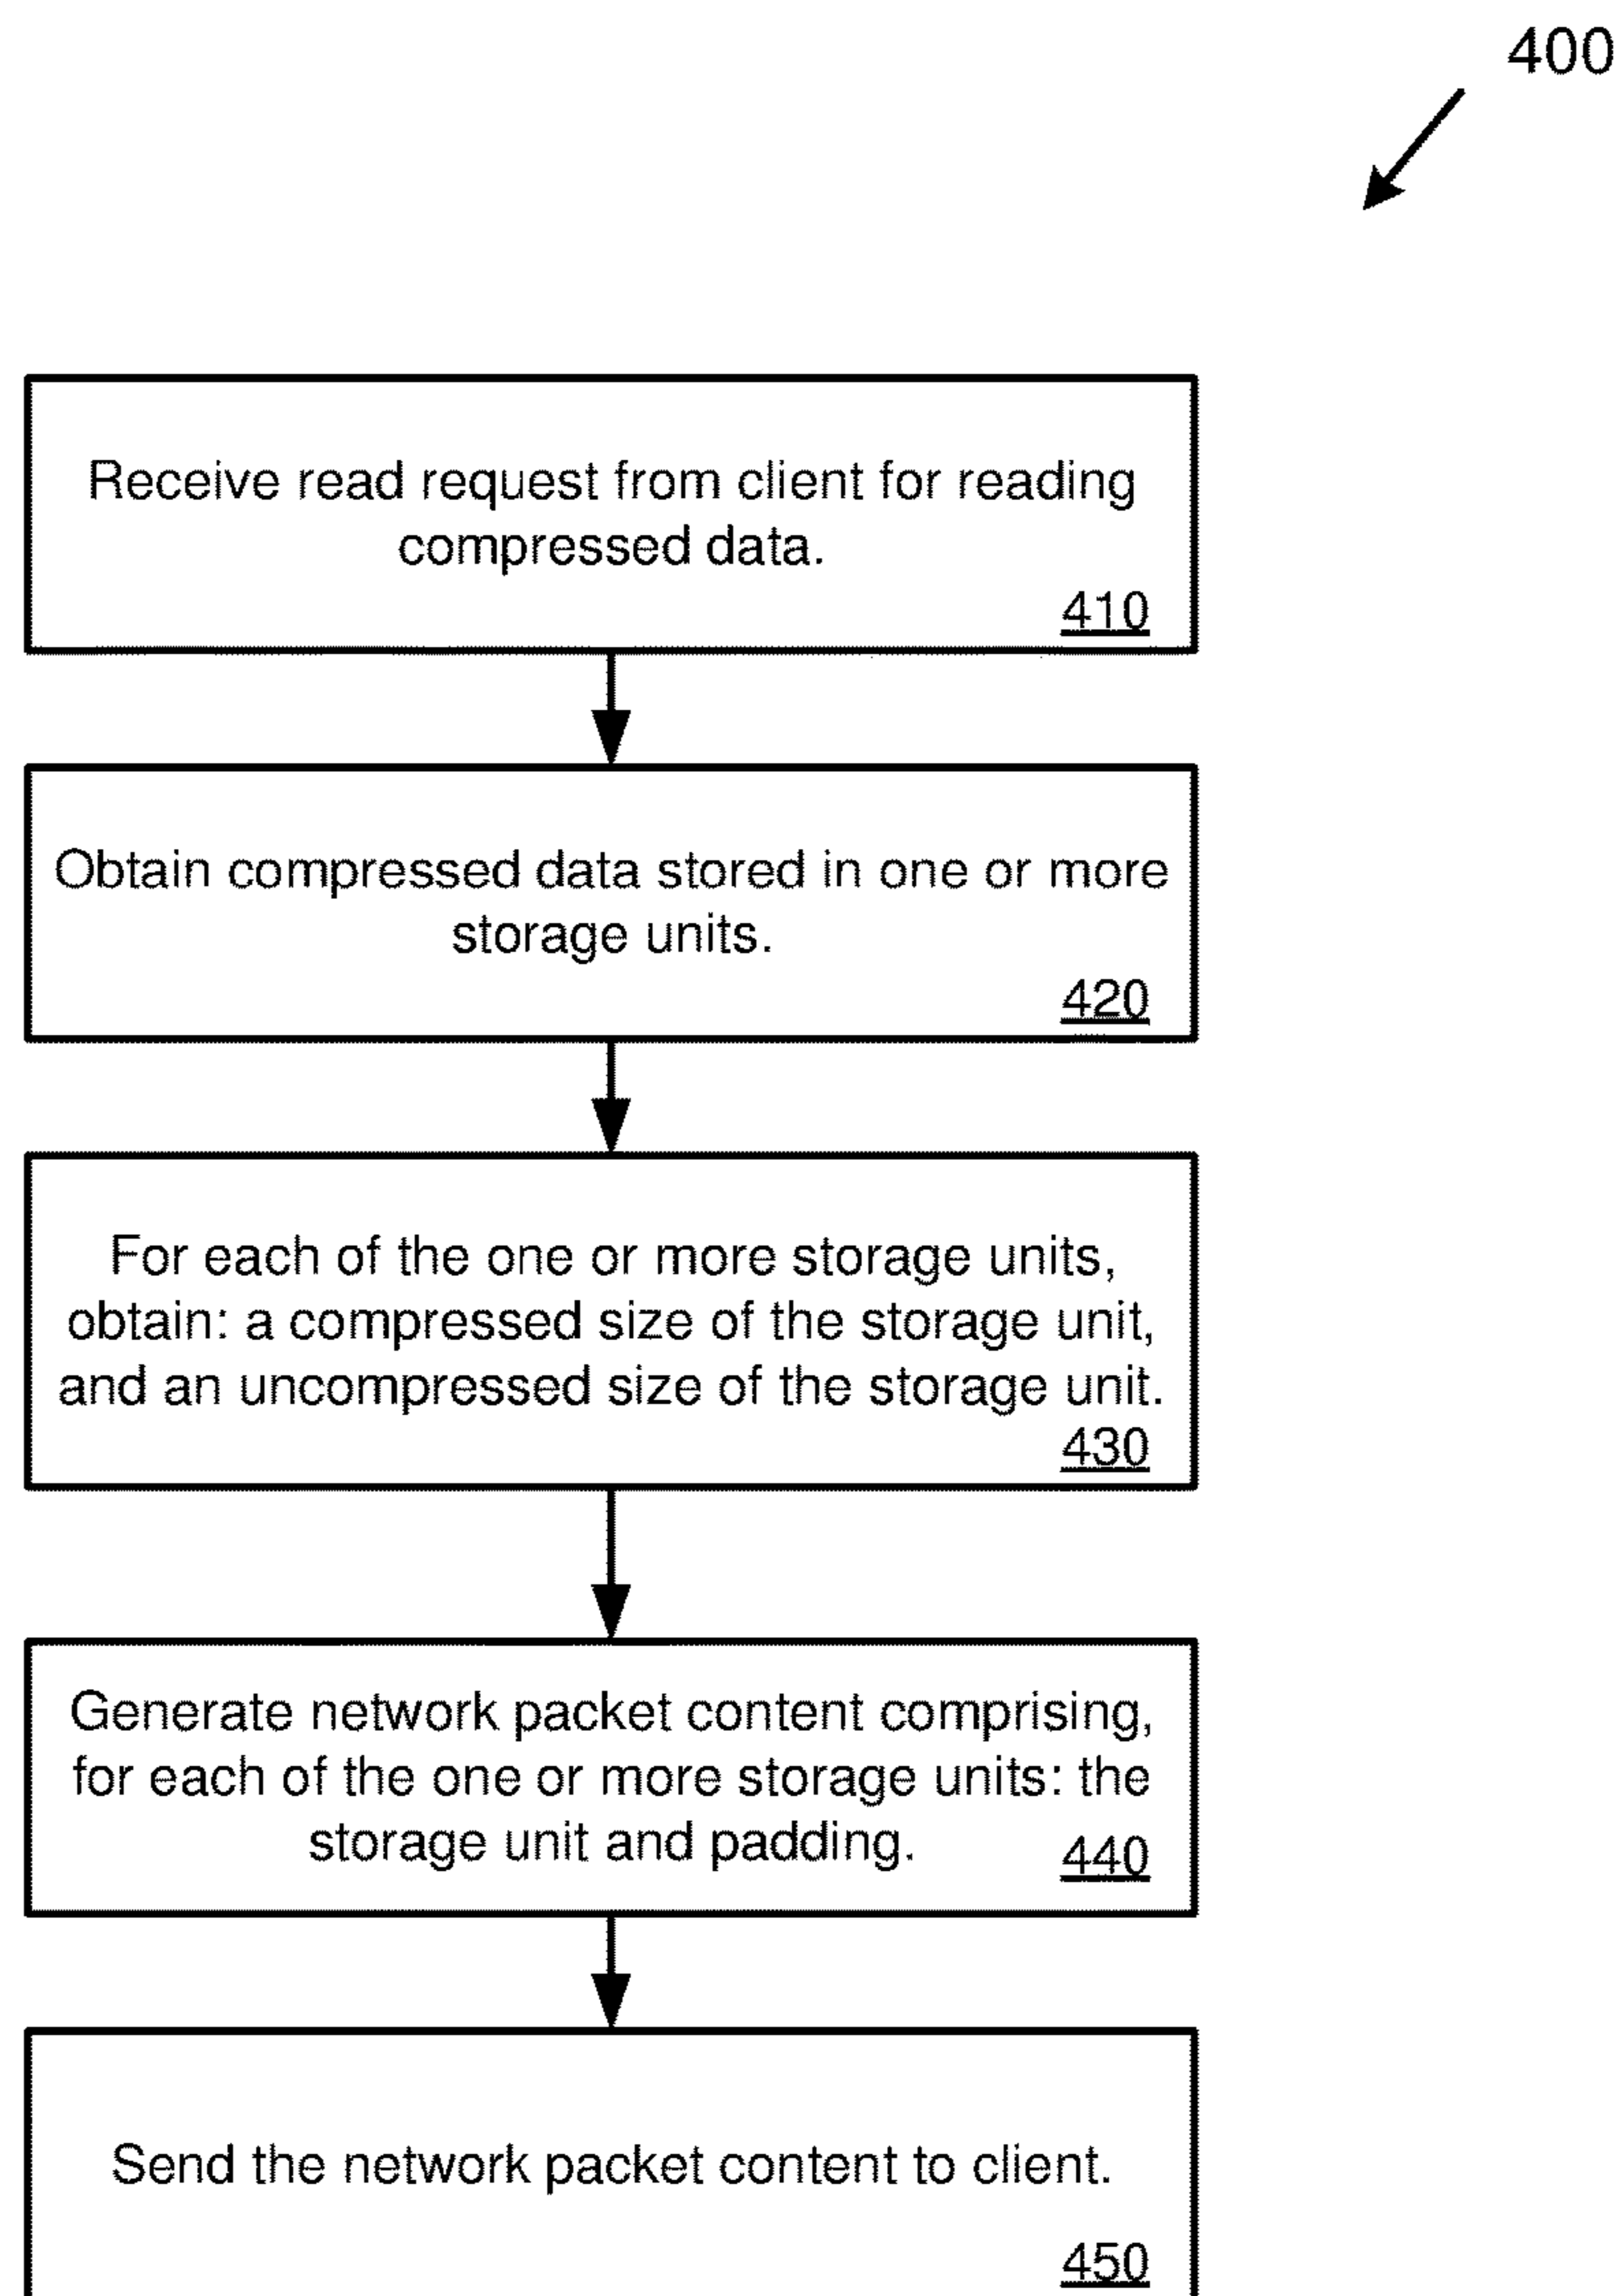 400
Receive read request from client for reading
compressed data.
410
Obtain compressed data stored in one or more
storage units.
420
For each of the one or more storage units,
obtain: a compressed size of the storage unit,
and an uncompressed size of the storage unit.
430
Generate network packet content comprising,
for each of the one or more storage units: the
storage unit and padding.
440
Send the network packet content to client.
450